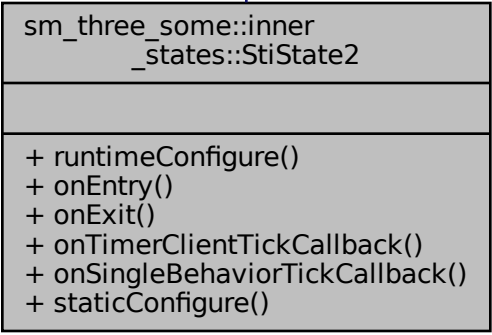 sm_three_some::inner
_states::StiState2
+ runtimeConfigure()
+ onEntry()
+ onExit()
+ onTimerClientTickCallback()
+ onSingleBehaviorTickCallback()
+ staticConfigure()